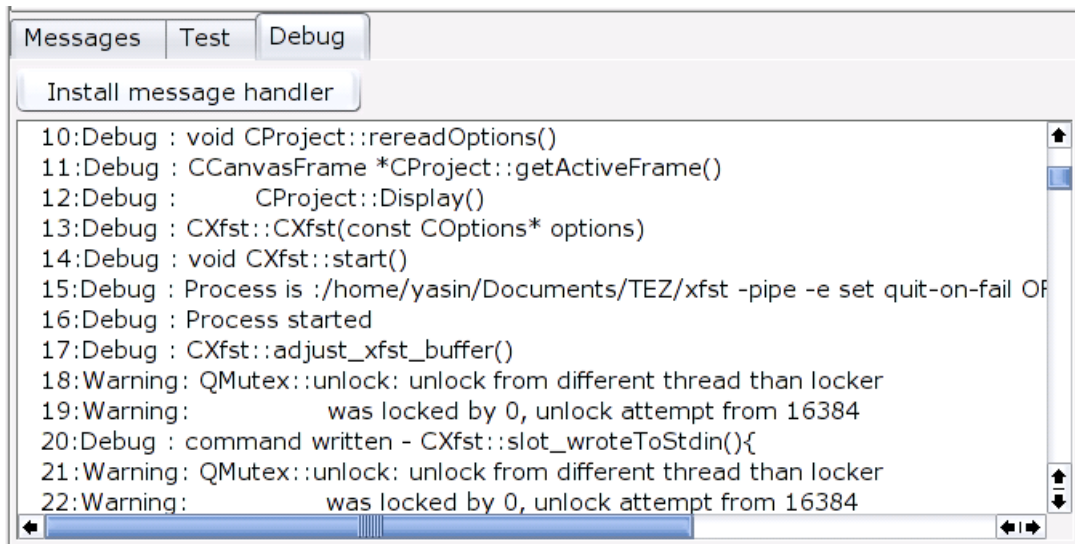 Messages Test Debug
Install message handler
10:Debug : void CProject::rereadOptions()
11:Debug : CCanvasFrame *CProject::getActiveFrame()
12:Debug : CProject::Display()
13:Debug : CXfst::CXfst(const COptions* options)
14:Debug : void CXfst::start()
15:Debug : Process is :/home/yasin/Documents/TEZ/xfst -pipe -e set quit-on-fail
16:Debug : Process started
17:Debug : CXfst::adjust_xfst_buffer()
18:Warning: QMutex::unlock: unlock from different thread than locker
19:Warning: was locked by 0, unlock attempt from 16384
20:Debug : command written - CXfst::slot_wroteToStdin(){
21:Warning: QMutex::unlock: unlock from different thread than locker
22:Warning: was locked by 0, unlock attempt from 16384